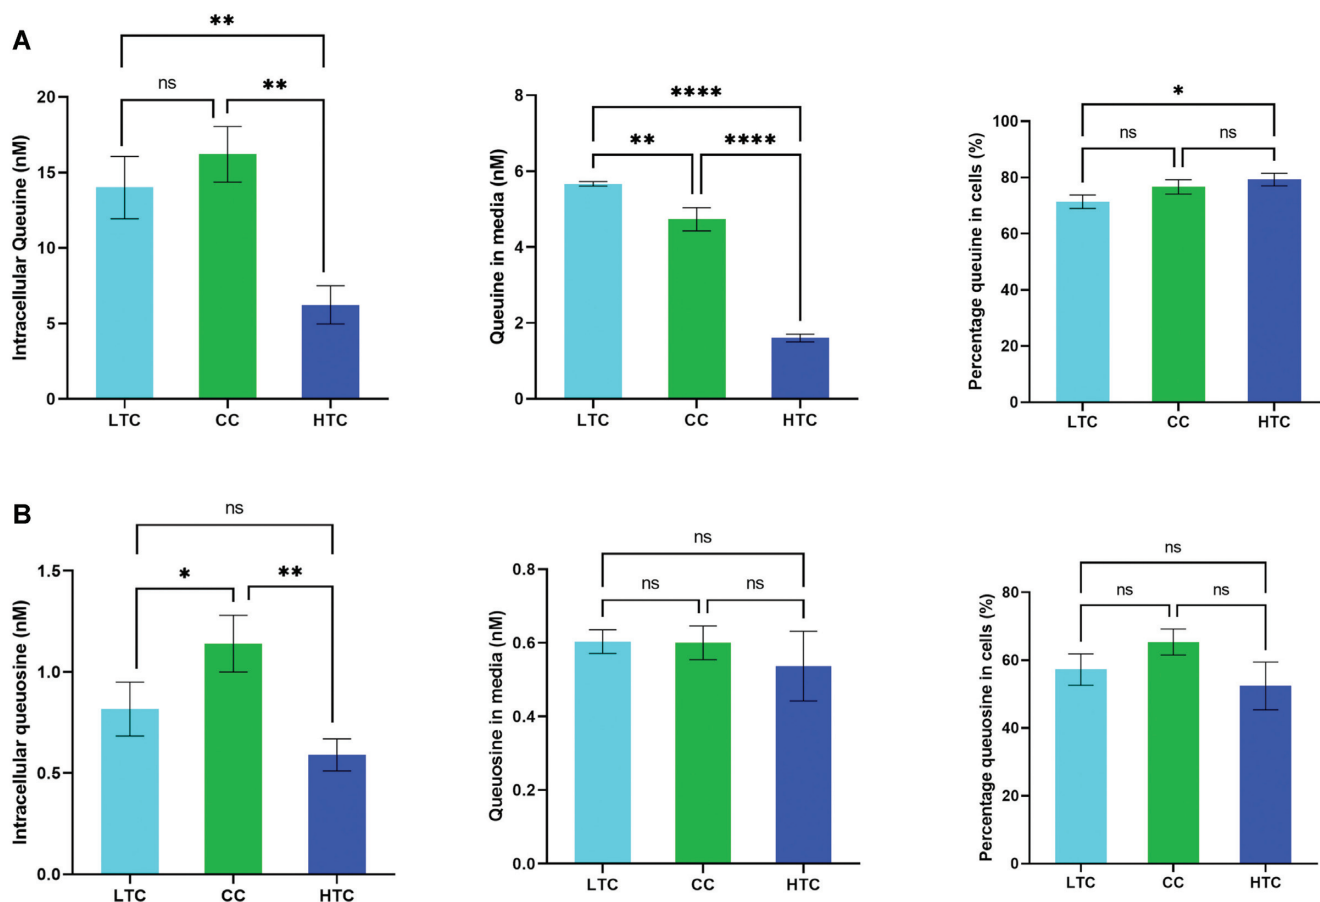 A
**
ns
**
Intracellular Queuine (nM)
20
15
10
5
0
LTC CC HTC
****
**
****
Queuine in media (nM)
8
6
4
2
0
LTC CC HTC
*
ns
ns
Percentage queuine in cells (%)
100
80
60
40
20
0
LTC CC HTC
B
ns
*
**
Intracellular queuosine (nM)
1.5
1.0
0.5
0.0
LTC CC HTC
ns
ns
ns
Queuosine in media (nM)
0.8
0.6
0.4
0.2
0.0
LTC CC HTC
ns
ns
ns
Percentage queuosine in cells (%)
80
60
40
20
0
LTC CC HTC